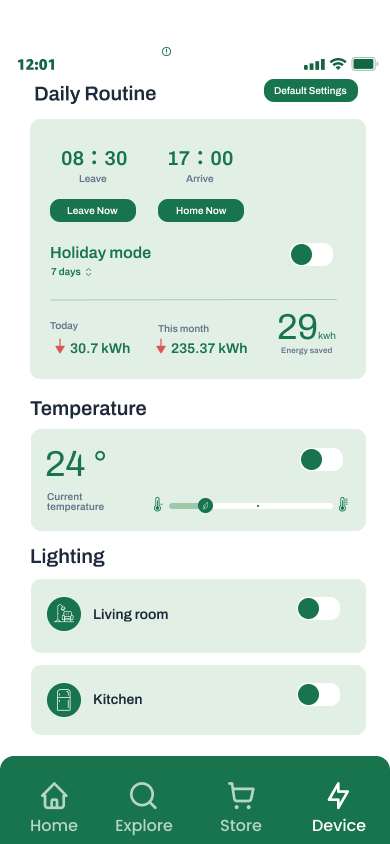 12:01
Daily Routine
Default Settings
08 : 30
17 : 00
Leave
Arrive
Leave Now
Home Now
Holiday mode
7 days
Today
This month
29 kwh
30.7 kWh
235.37 kWh
Energy saved
Temperature
24 °
Current
temperature
Lighting
Living room
Kitchen
Home
Explore
Store
Device